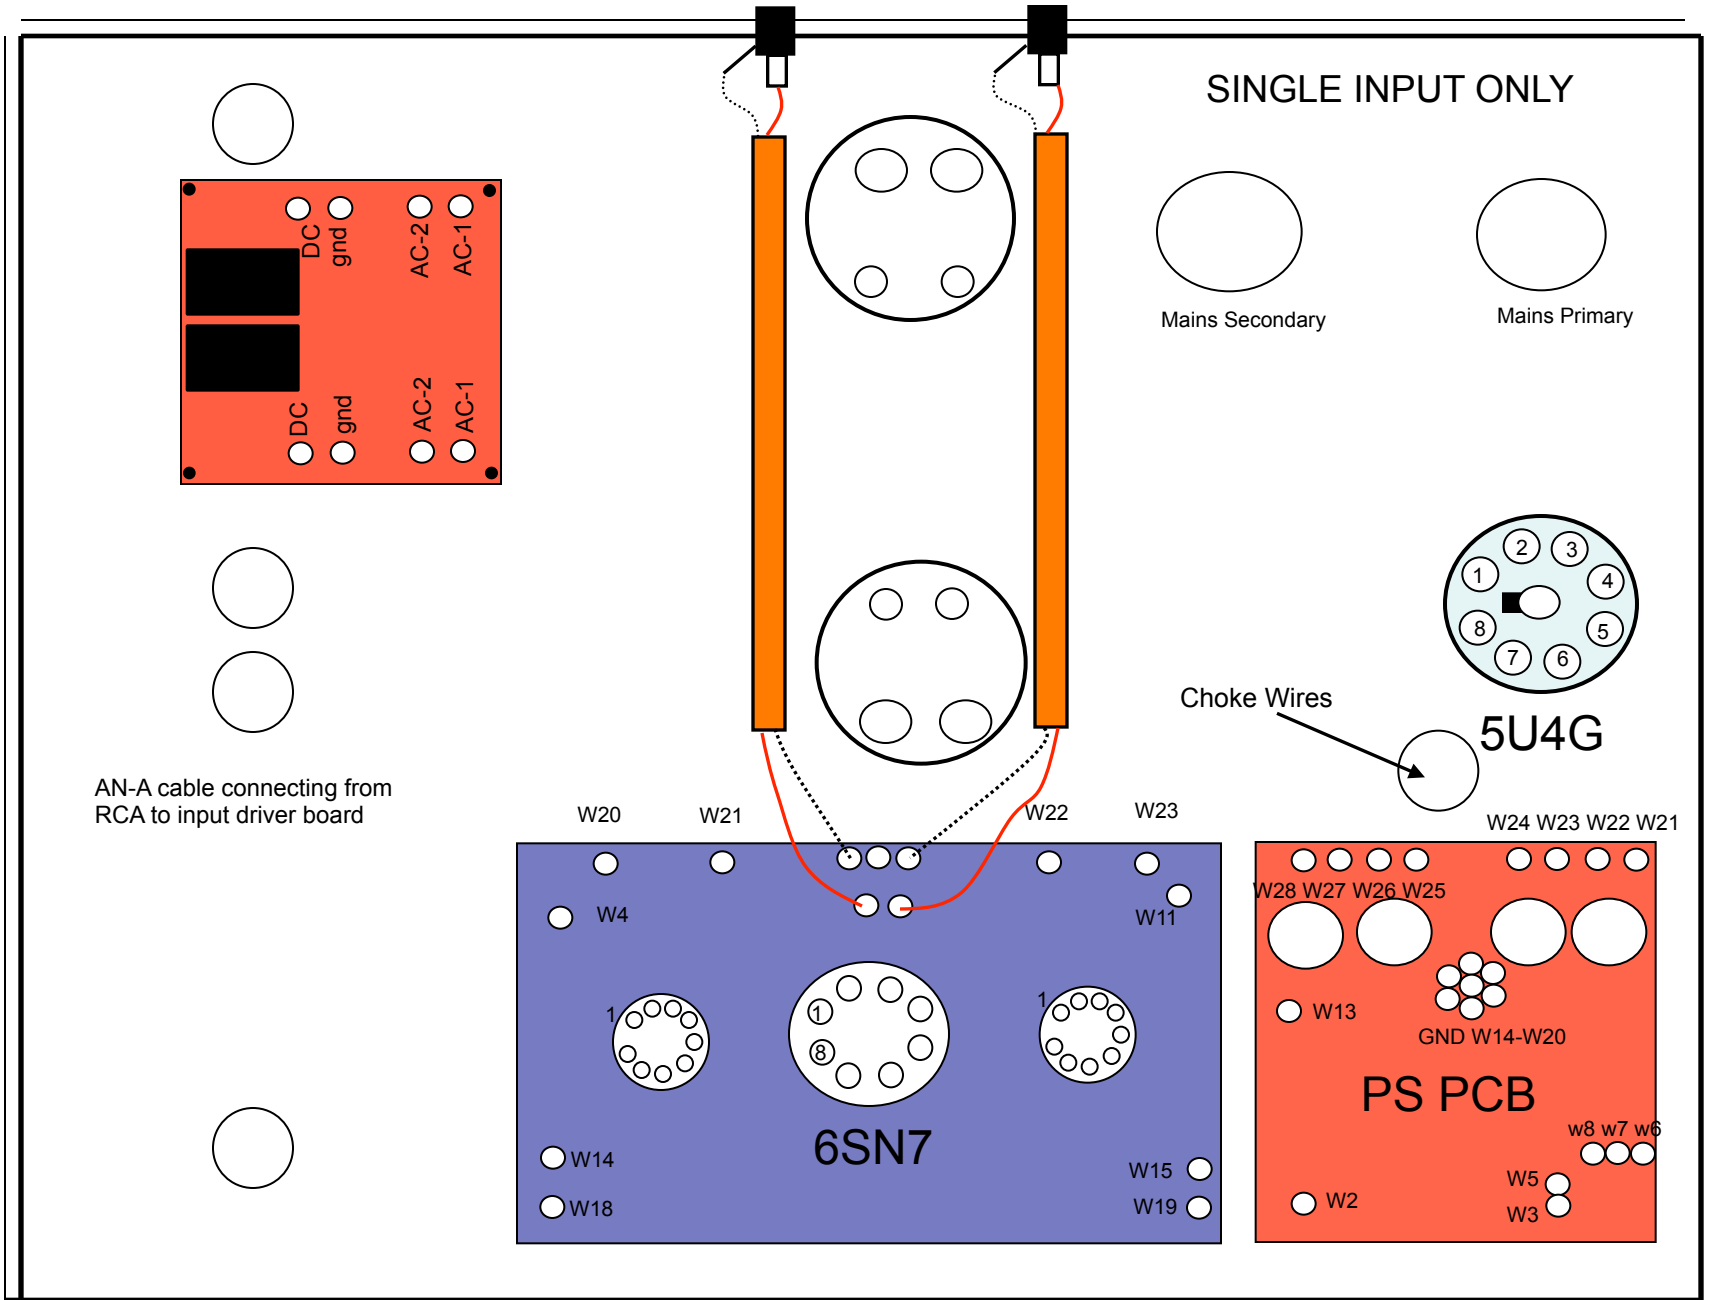 SINGLE INPUT ONLY
DC
gnd
AC-2
AC-1
Mains Secondary
Mains Primary
DC
gnd
AC-2
AC-1
2
3
1
4
8
5
7
6
Choke Wires
5U4G
AN-A cable connecting from
RCA to input driver board
W20
W21
W22
W23
W24 W23 W22 W21
W28 W27 W26 W25
W4
W11
1
1
1
8
W13
GND W14-W20
PS PCB
6SN7
w8 w7 w6
W14
W15
W5
W18
W19
W2
W3